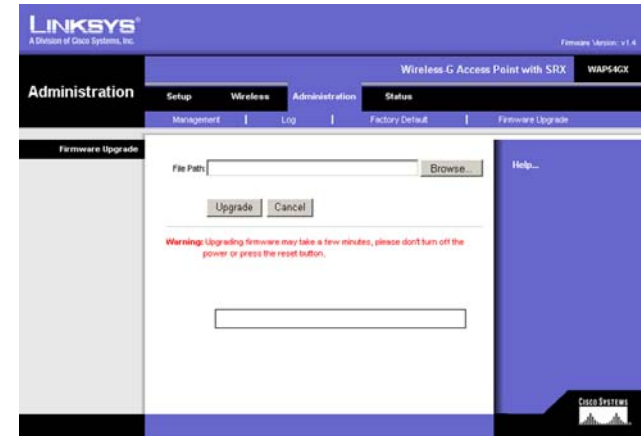 LINKSYS®
A Division of Cisco Systems, Inc.
Firmware Version: v1.4
Wireless-G Access Point with SRX WAP54GX
Administration
Setup Wireless Administration Status
Management | Log | Factory Default | Firmware Upgrade
Firmware Upgrade
File Path: Browse...
Help...
Upgrade Cancel
Warning: Upgrading firmware may take a few minutes, please don't turn off the
power or press the reset button.
CISCO SYSTEMS